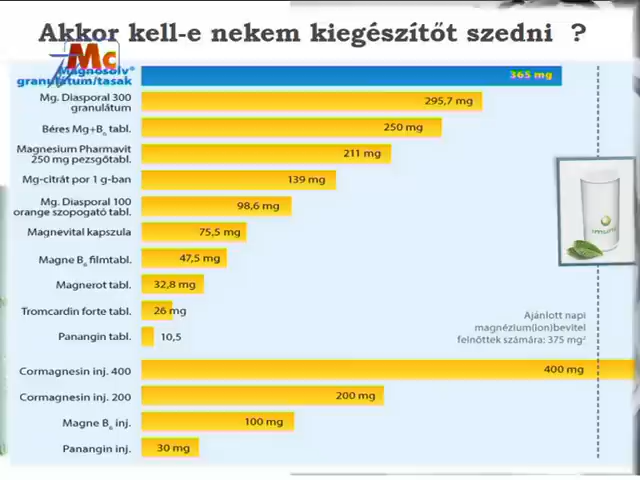 Akkor kell-e nekem kiegészítőt szedni ?
Mc
Magnosolv®
granulátum/tasak
365 mg
Mg. Diasporal 300
granulátum
295,7 mg
Béres Mg+B₆ tabl.
250 mg
Magnesium Pharmavit
250 mg pezsgőtabl.
211 mg
Mg-citrát por 1 g-ban
139 mg
Mg. Diasporal 100
orange szopogató tabl.
98,6 mg
Magnevital kapszula
75,5 mg
Magne B₆ filmtabl.
47,5 mg
Magnerot tabl.
32,8 mg
Tromcardin forte tabl.
26 mg
Panangin tabl.
10,5
Ajánlott napi
magnézium(ion)bevitel
felnőttek számára: 375 mg²
Cormagnesin inj. 400
400 mg
Cormagnesin inj. 200
200 mg
Magne B₆ inj.
100 mg
Panangin inj.
30 mg